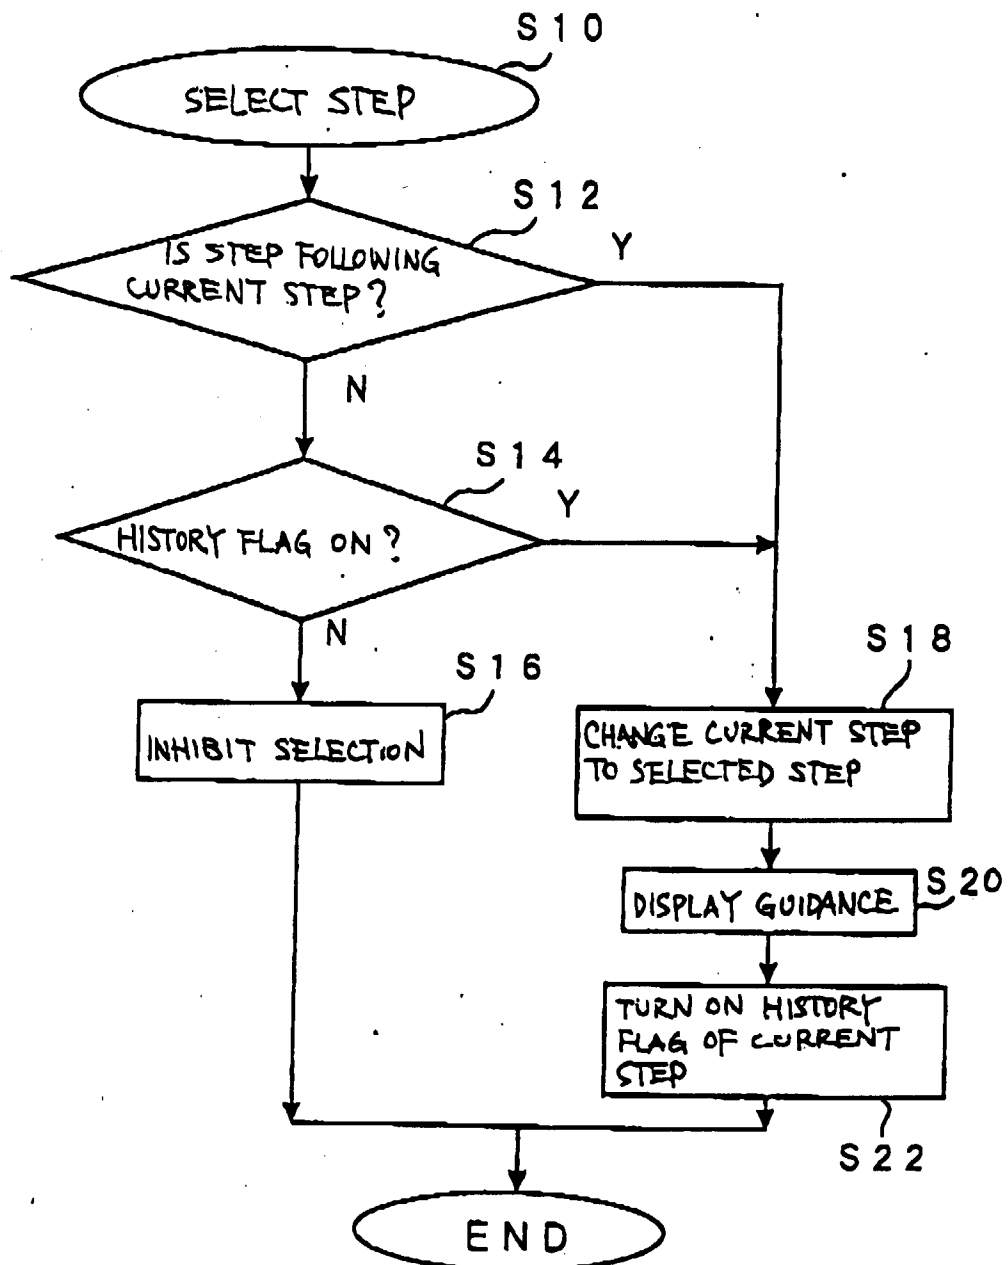 S10
SELECT STEP
S12
IS STEP FOLLOWING
CURRENT STEP?
Y
N
S14
HISTORY FLAG ON?
Y
N
S16
INHIBIT SELECTION
S18
CHANGE CURRENT STEP
TO SELECTED STEP
S20
DISPLAY GUIDANCE
TURN ON HISTORY
FLAG OF CURRENT
STEP
S22
END